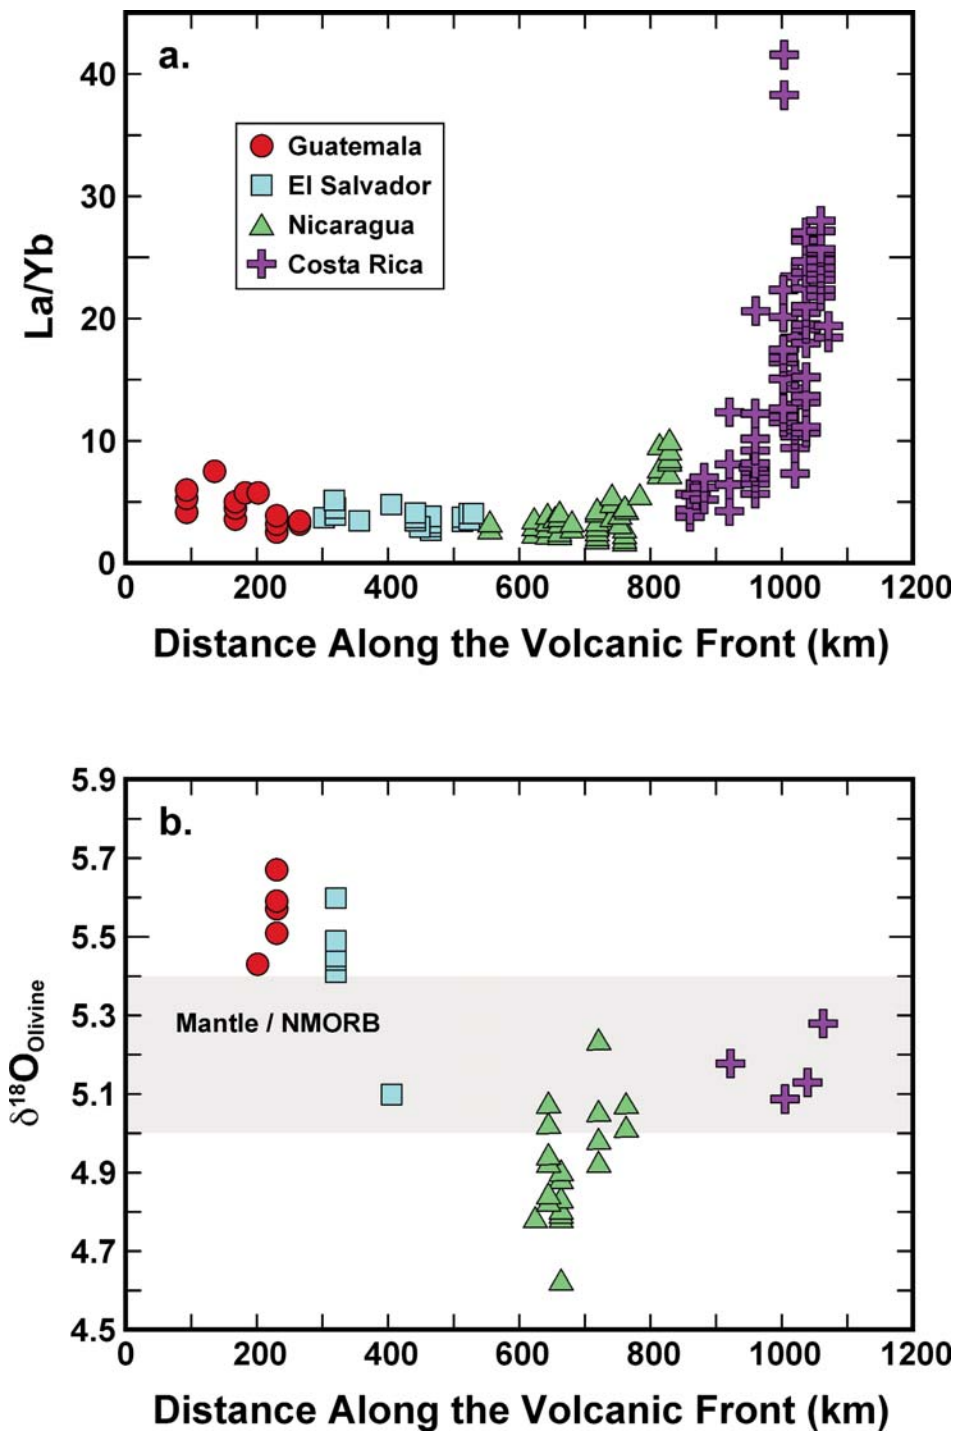 a.
40
30
20
10
0
La/Yb
Guatemala
El Salvador
Nicaragua
Costa Rica
0 200 400 600 800 1000 1200
Distance Along the Volcanic Front (km)
b.
5.9
5.7
5.5
5.3
5.1
4.9
4.7
4.5
δ18OOlivine
Mantle / NMORB
0 200 400 600 800 1000 1200
Distance Along the Volcanic Front (km)